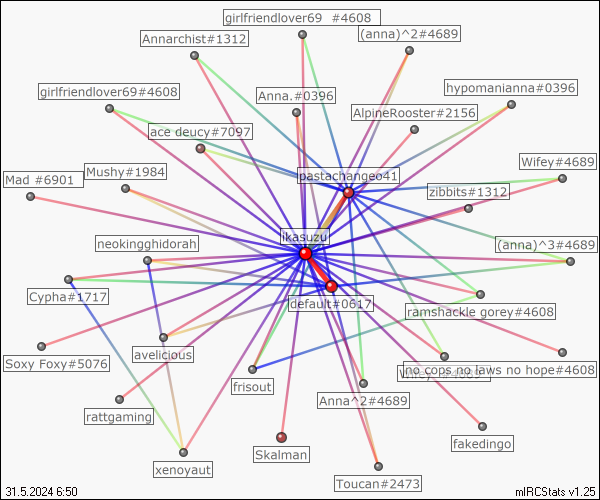 girlfriendlover69 #4608
(anna)^2#4689
Annarchist#1312
hypomanianna#0396
girlfriendlover69#4608
Anna.#0396
AlpineRooster#2156
ace deucy#7097
Wifey#4689
Mushy#1984
pastachangeo41
Mad #6901
zibbits#1312
ikasuzu
neokingghidorah
(anna)^3#4689
Cypha#1717
default#0617
ramshackle gorey#4608
avelicious
Soxy Foxy#5076
no cops no laws no hope#4608
frisout
Anna^2#4689
rattgaming
fakedingo
Skalman
xenoyaut
Toucan#2473
31.5.2024 6:50
mIRCStats v1.25